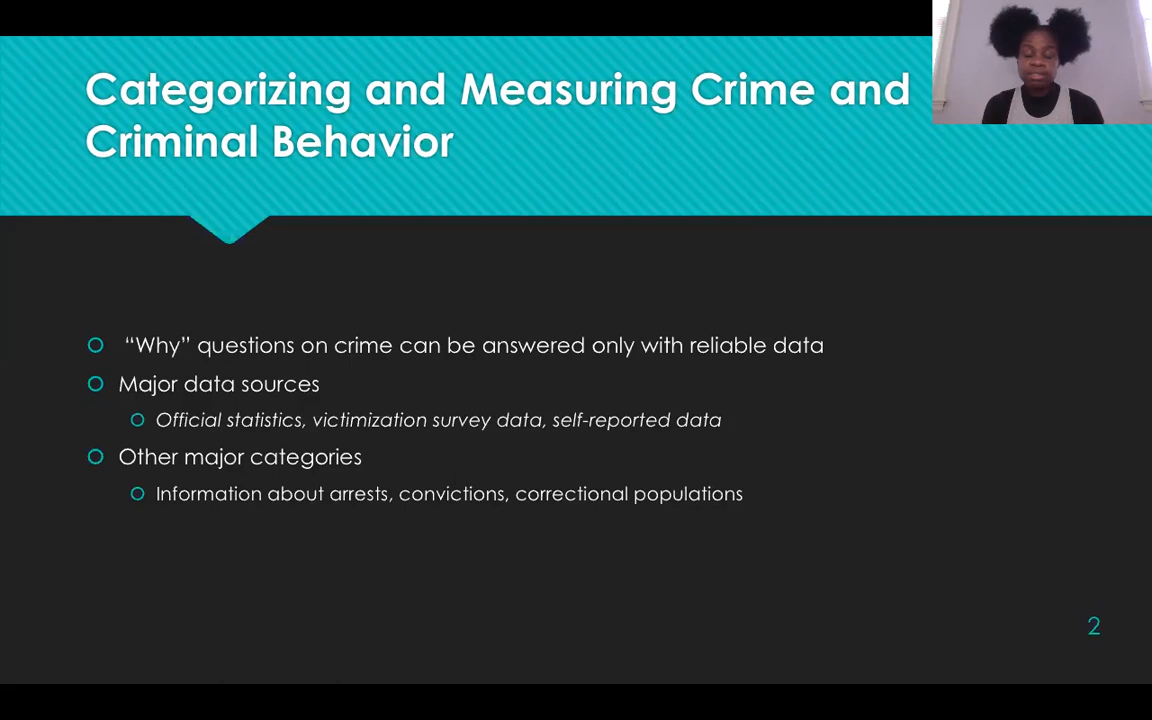 Categorizing and Measuring Crime and
Criminal Behavior
“Why” questions on crime can be answered only with reliable data
Major data sources
Official statistics, victimization survey data, self-reported data
Other major categories
Information about arrests, convictions, correctional populations
2